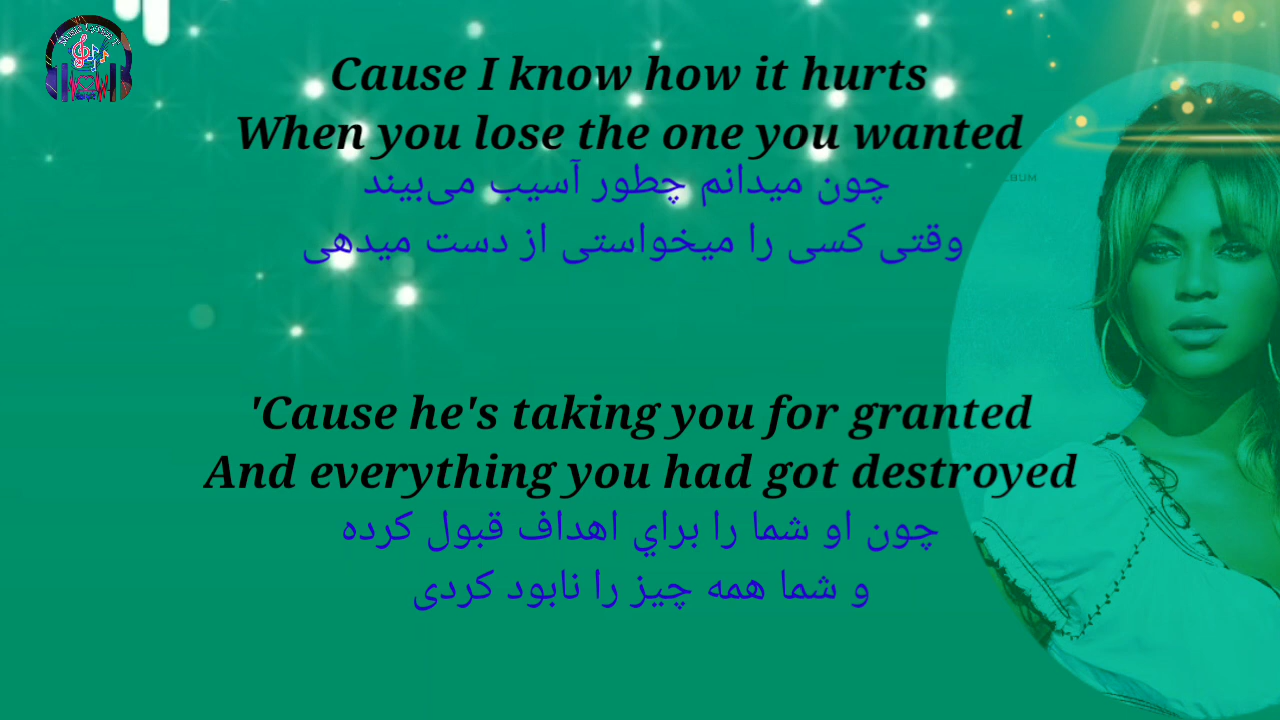 Cause I know how it hurts
When you lose the one you wanted
چون میدانم چطور آسیب می‌بیند
وقتی کسی را میخواستی از دست میدهی
'Cause he's taking you for granted
And everything you had got destroyed
چون او شما را براي اهداف قبول کرده
و شما همه چیز را نابود کردی